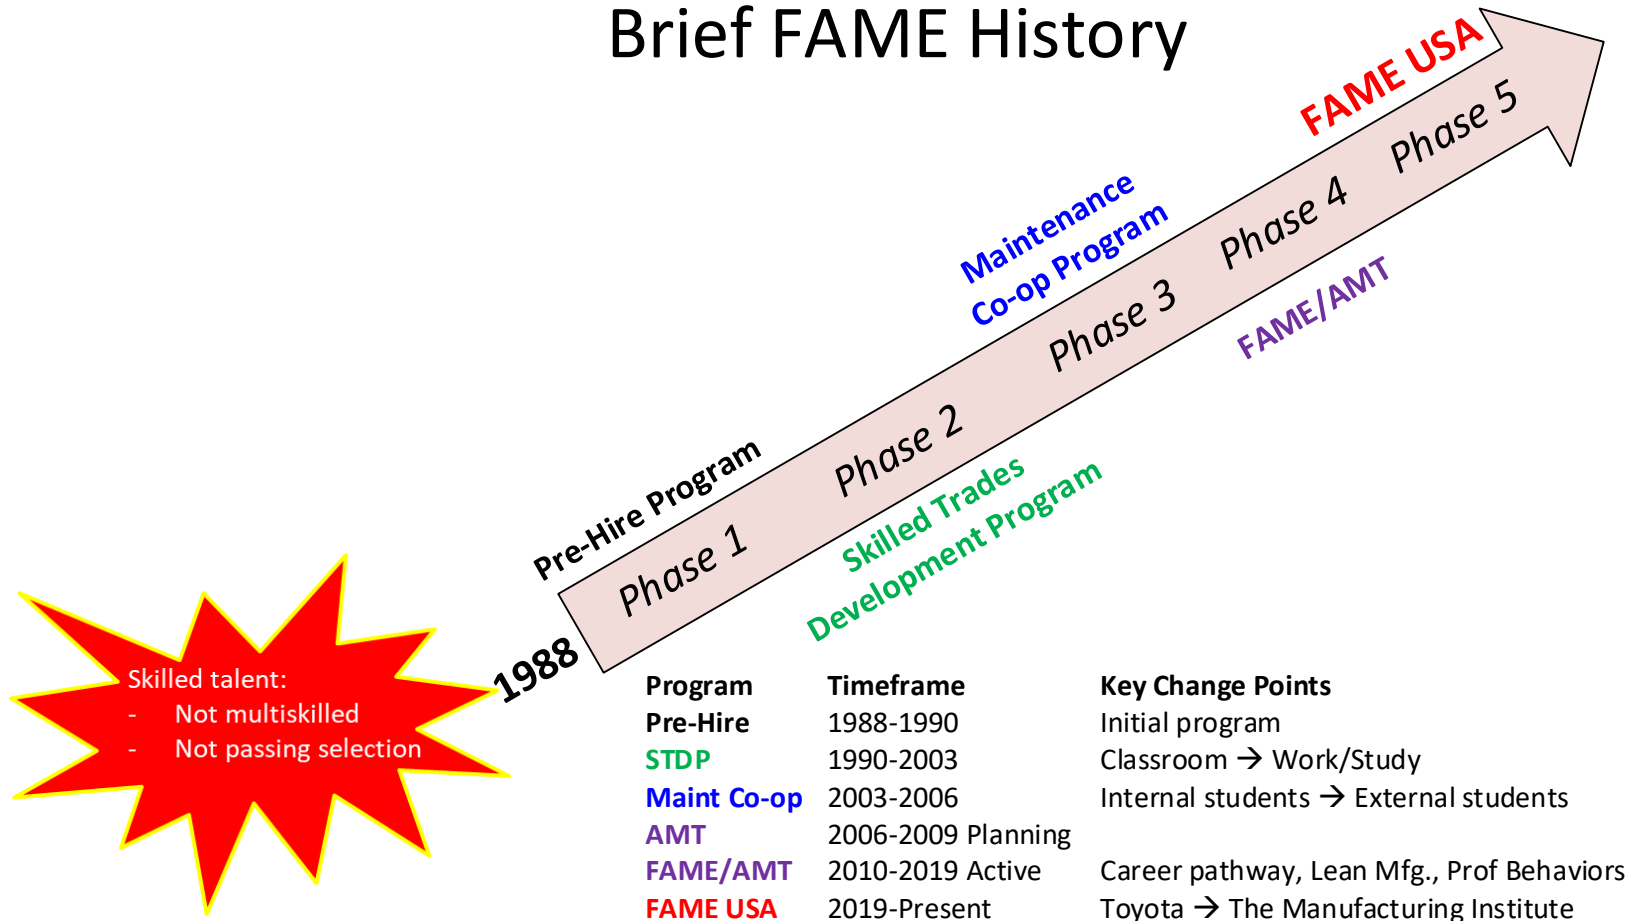 Brief FAME History
FAME USA
Phase 5
Maintenance
Co-op Program
Phase 4
Phase 3
FAME/AMT
Phase 2
Pre-Hire Program
Skilled Trades
Development Program
Phase 1
1988
Skilled talent:
- Not multiskilled
- Not passing selection
Program Timeframe Key Change Points
Pre-Hire 1988-1990 Initial program
STDP 1990-2003 Classroom → Work/Study
Maint Co-op 2003-2006 Internal students → External students
AMT 2006-2009 Planning
FAME/AMT 2010-2019 Active Career pathway, Lean Mfg., Prof Behaviors
FAME USA 2019-Present Toyota → The Manufacturing Institute